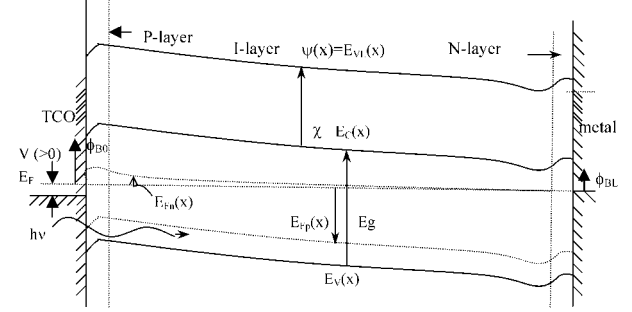 P-layer
I-layer ψ(x)=E_VL(x) N-layer
TCO
metal
χ E_C(x)
ϕ_B0
V (>0)
E_F
E_Fn(x)
ϕ_BL
E_Fp(x) Eg
hν
E_V(x)